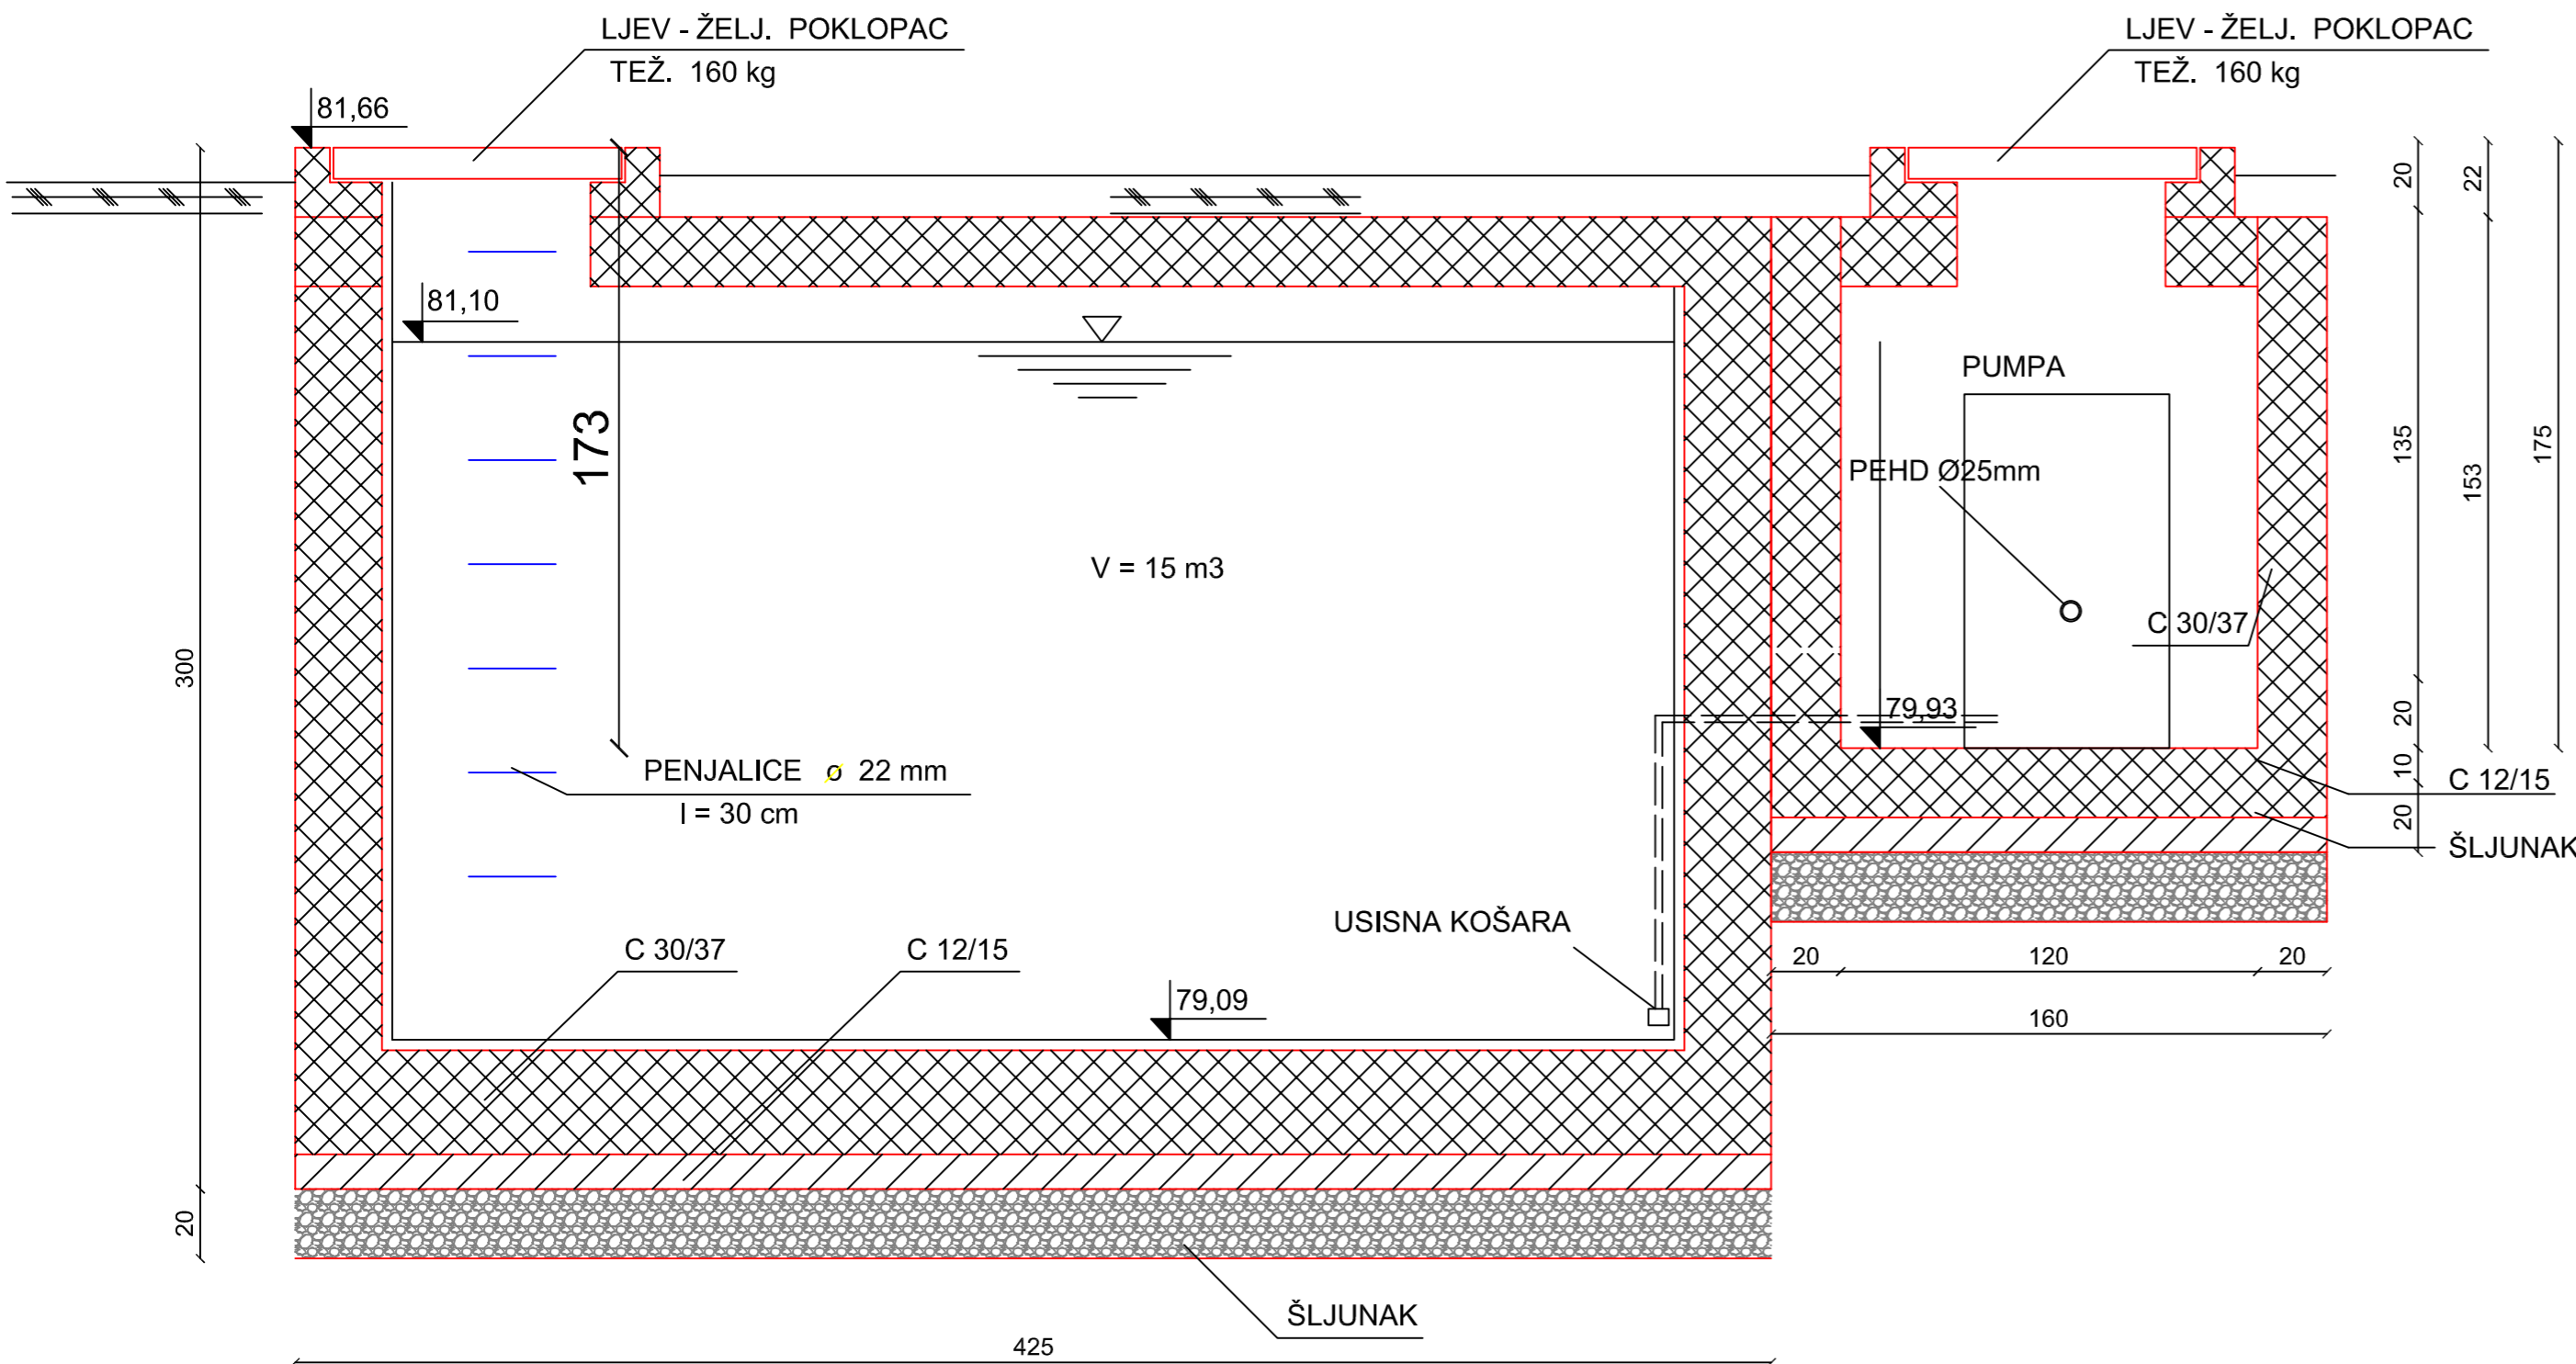 LJEV - ŽELJ. POKLOPAC
TEŽ. 160 kg
LJEV - ŽELJ. POKLOPAC
TEŽ. 160 kg
81,66
81,10
173
300
20
V = 15 m3
PENJALICE ø 22 mm
l = 30 cm
C 30/37
C 12/15
79,09
USISNA KOŠARA
ŠLJUNAK
425
PUMPA
PEHD Ø25mm
C 30/37
79,93
C 12/15
ŠLJUNAK
20
135
20
10
20
22
153
175
20
120
20
160